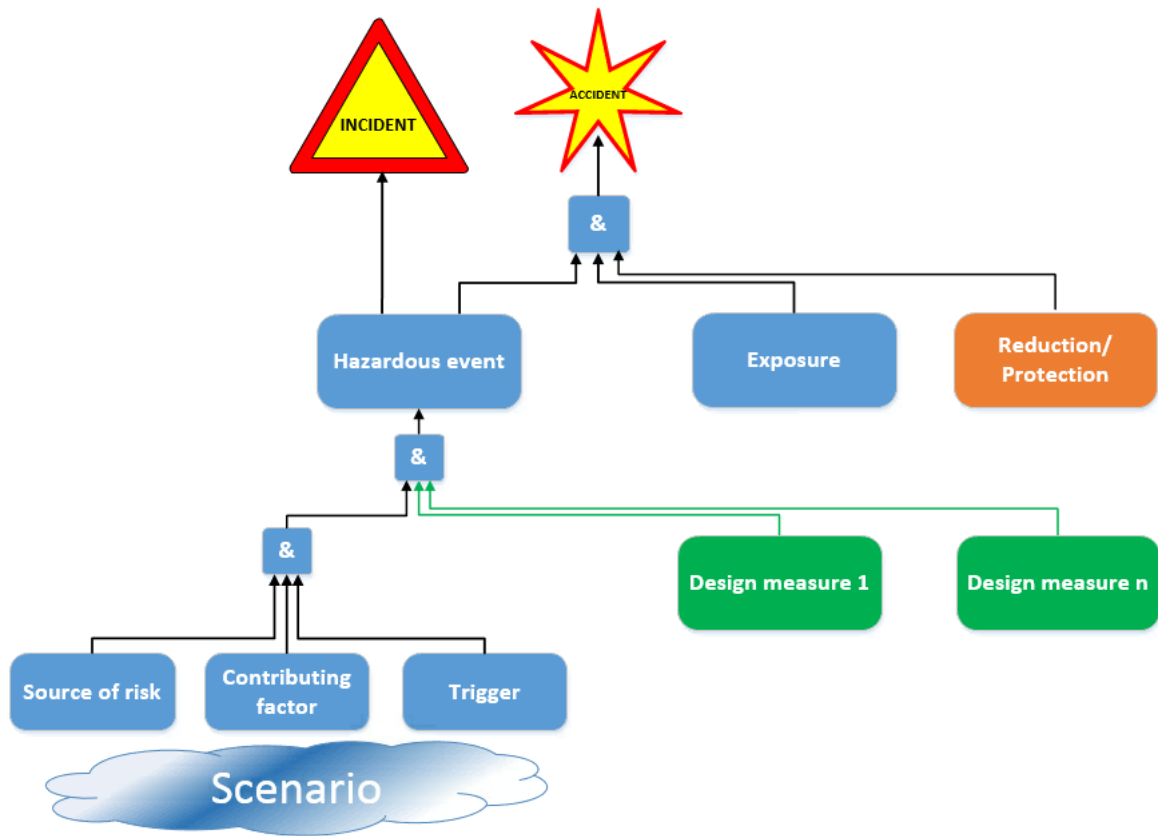 INCIDENT
ACCIDENT
&
Hazardous event
Exposure
Reduction/
Protection
&
&
Design measure 1
Design measure n
Source of risk
Contributing
factor
Trigger
Scenario